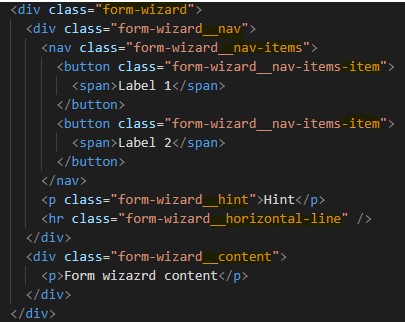 <div class="form-wizard">
<div class="form-wizard__nav">
<nav class="form-wizard__nav-items">
<button class="form-wizard__nav-items-item">
<span>Label 1</span>
</button>
<button class="form-wizard__nav-items-item">
<span>Label 2</span>
</button>
</nav>
<p class="form-wizard__hint">Hint</p>
<hr class="form-wizard__horizontal-line" />
</div>
<div class="form-wizard__content">
<p>Form wizazrd content</p>
</div>
</div>